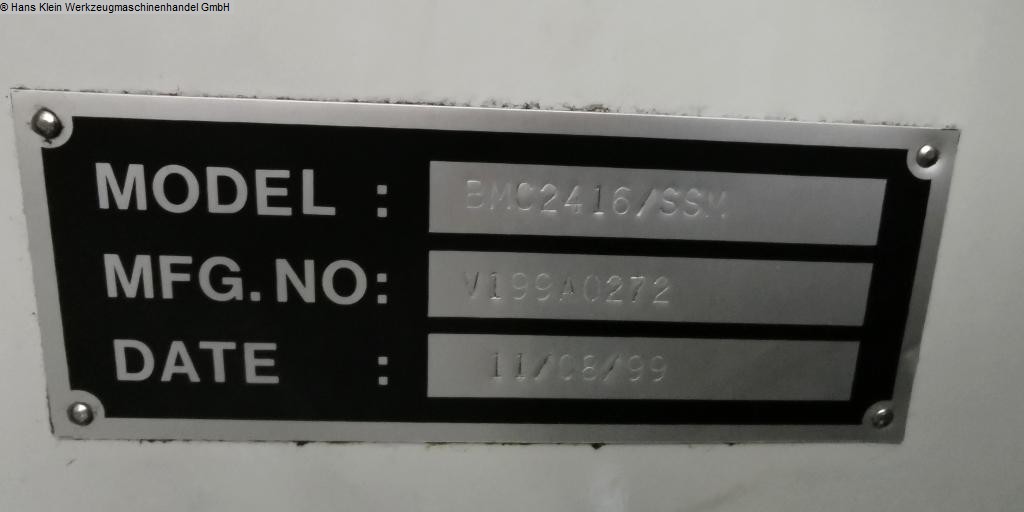 © Hans Klein Werkzeugmaschinenhandel GmbH
MODEL : BMC2416/SSM
MFG. NO: V199A0272
DATE : 11/08/99